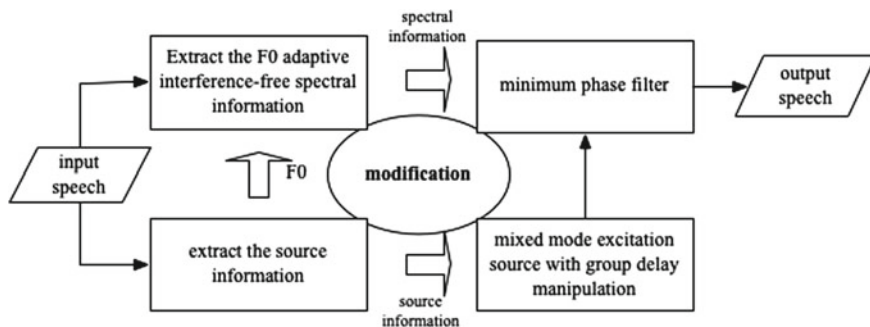 spectral
information
Extract the F0 adaptive
interference-free spectral
information
minimum phase filter
output
speech
input
speech
F0
modification
extract the source
information
mixed mode excitation
source with group delay
manipulation
source
information